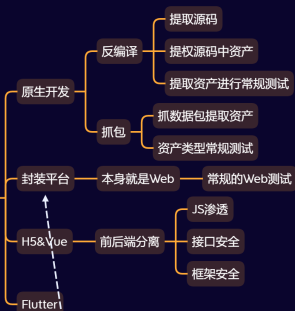 提取源码
反编译
提权源码中资产
提取资产进行常规测试
原生开发
抓数据包提取资产
抓包
资产类型常规测试
封装平台
本身就是Web
常规的Web测试
JS渗透
H5&Vue
前后端分离
接口安全
框架安全
Flutter